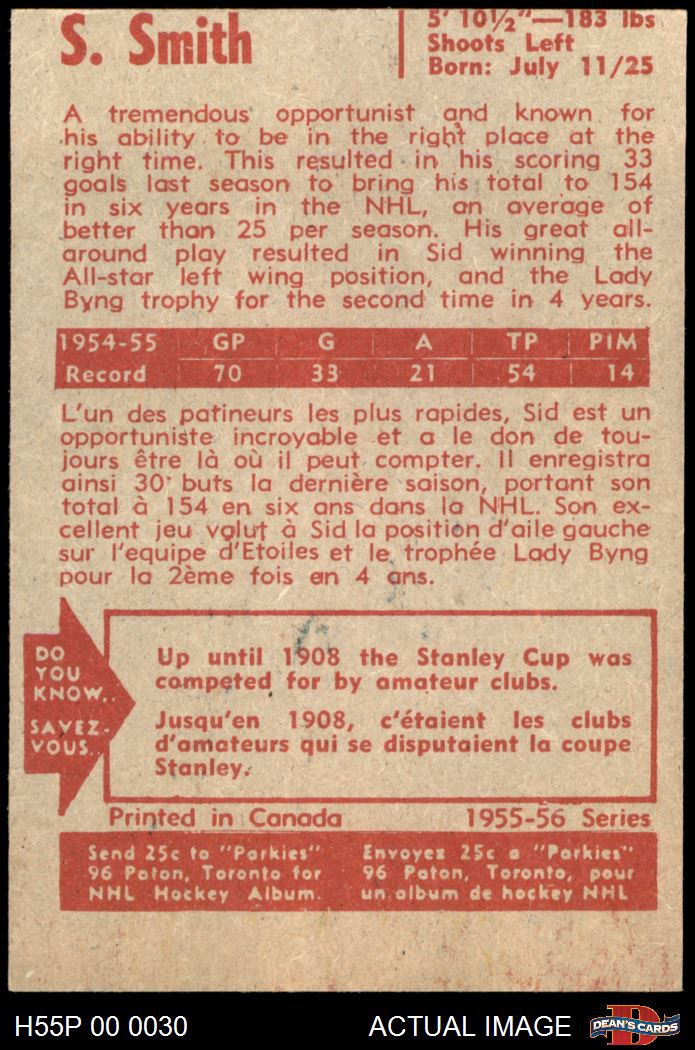 S. Smith
5' 10½"—183 lbs
Shoots Left
Born: July 11/25
A tremendous opportunist and known for
his ability to be in the right place at the
right time. This resulted in his scoring 33
goals last season to bring his total to 154
in six years in the NHL, an average of
better than 25 per season. His great all-
around play resulted in Sid winning the
All-star left wing position, and the Lady
Byng trophy for the second time in 4 years.
1954-55 GP G A TP PIM
Record 70 33 21 54 14
L'un des patineurs les plus rapides, Sid est un
opportuniste incroyable et a le don de tou-
jours être là où il peut compter. Il enregistra
ainsi 30 buts la dernière saison, portant son
total à 154 en six ans dans la NHL. Son ex-
cellent jeu valut à Sid la position d'aile gauche
sur l'equipe d'Etoiles et le trophée Lady Byng
pour la 2ème fois en 4 ans.
DO
YOU
KNOW..
SAVEZ-
VOUS..
Up until 1908 the Stanley Cup was
competed for by amateur clubs.
Jusqu'en 1908, c'étaient les clubs
d'amateurs qui se disputaient la coupe
Stanley.
Printed in Canada 1955-56 Series
Send 25c to "Parkies"
96 Paton, Toronto for
NHL Hockey Album.
Envoyez 25c a "Parkies"
96 Paton, Toronto, pour
un album de hockey NHL
H55P 00 0030 ACTUAL IMAGE
DEAN'S CARDS